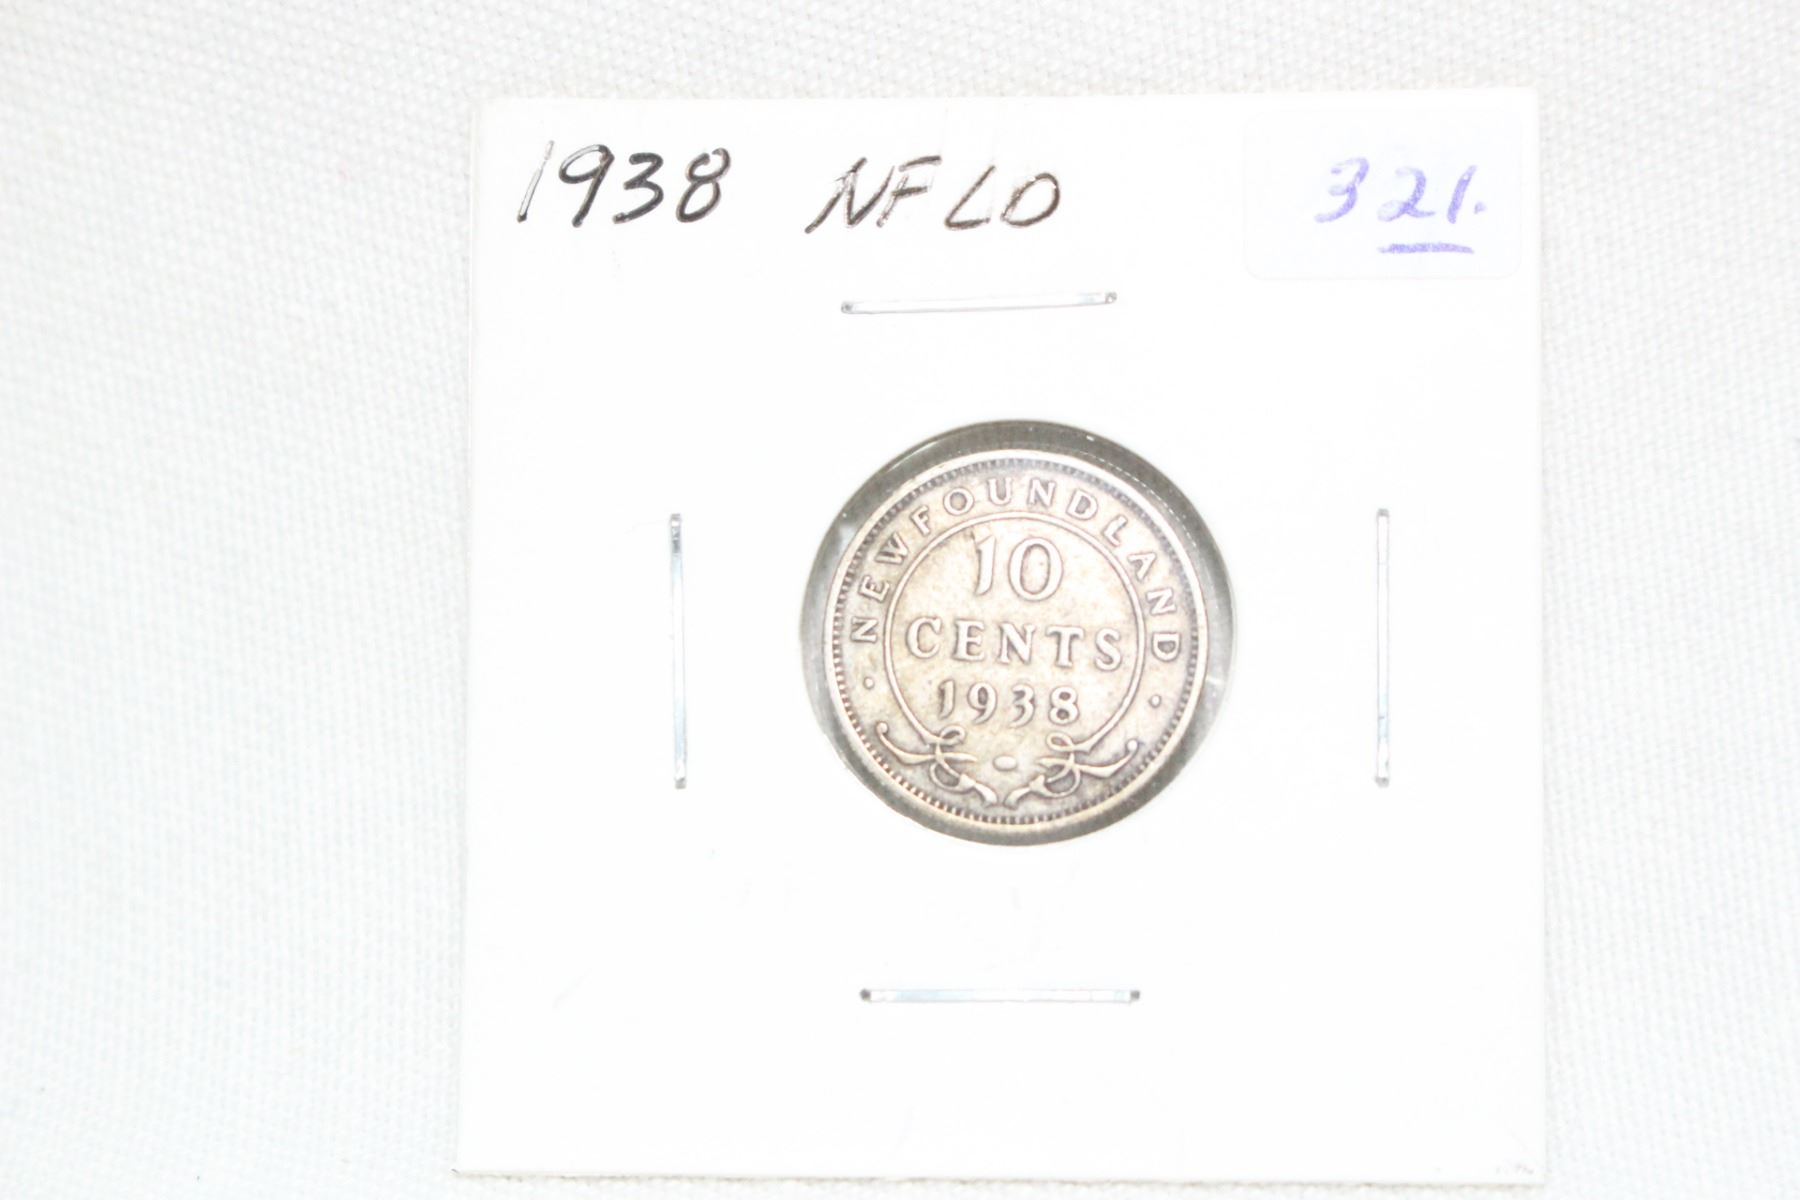 1938 NFLD
321.
NEWFOUNDLAND
10
CENTS
1938